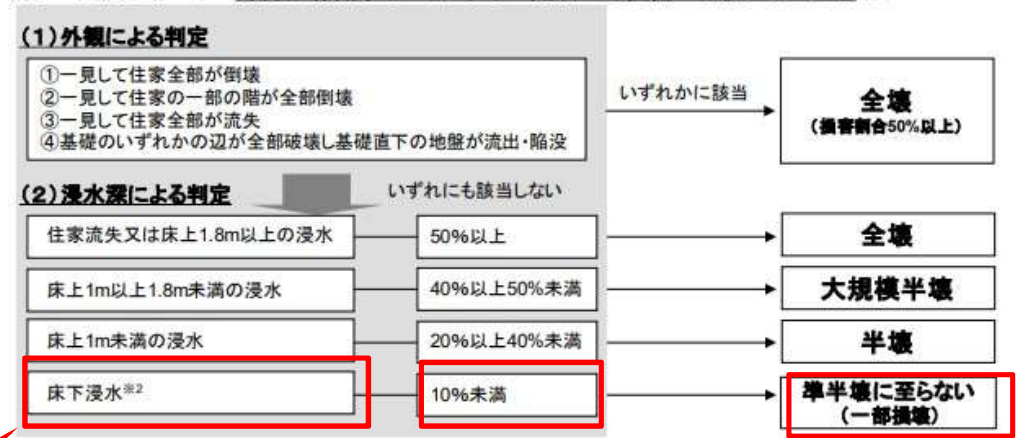 (1)外観による判定
①一見して住家全部が倒壊
②一見して住家の一部の階が全部倒壊
③一見して住家全部が流失
④基礎のいずれかの辺が全部破壊し基礎直下の地盤が流出・陥没
いずれかに該当
全壊
(損害割合50%以上)
(2)浸水深による判定
いずれにも該当しない
住家流失又は床上1.8m以上の浸水
50%以上
全壊
床上1m以上1.8m未満の浸水
40%以上50%未満
大規模半壊
床上1m未満の浸水
20%以上40%未満
半壊
床下浸水※2
10%未満
準半壊に至らない
(一部損壊)